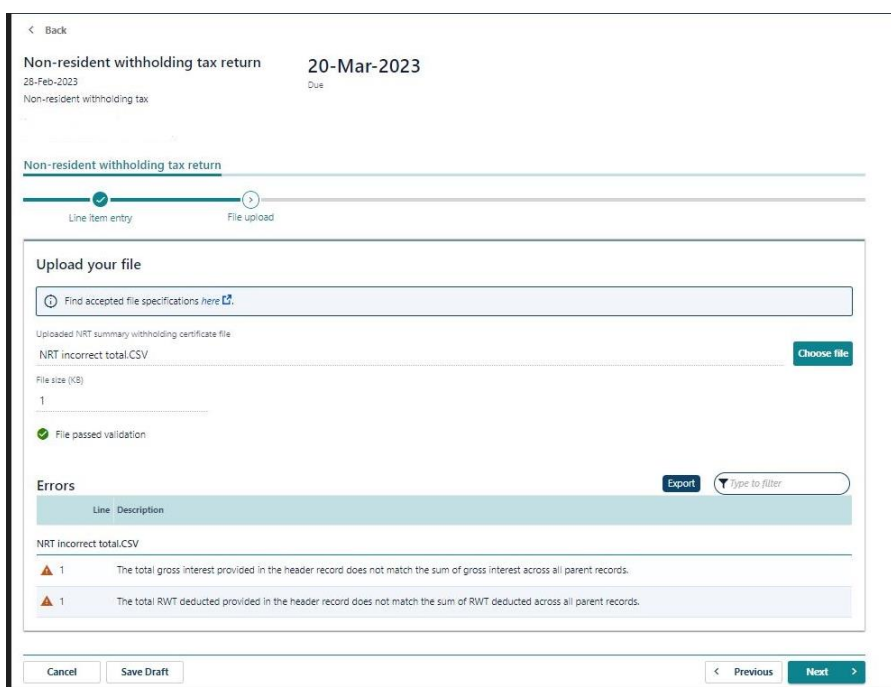 Back
Non-resident withholding tax return
28-Feb-2023
Non-resident withholding tax
20-Mar-2023
Due
Non-resident withholding tax return
Line item entry
File upload
Upload your file
Find accepted file specifications here.
Uploaded NRT summary withholding certificate file
NRT incorrect total.CSV
Choose file
File size (KB)
1
File passed validation
Errors
Export
Type to filter
Line Description
NRT incorrect total.CSV
1 The total gross interest provided in the header record does not match the sum of gross interest across all parent records.
1 The total RWT deducted provided in the header record does not match the sum of RWT deducted across all parent records.
Cancel
Save Draft
Previous
Next